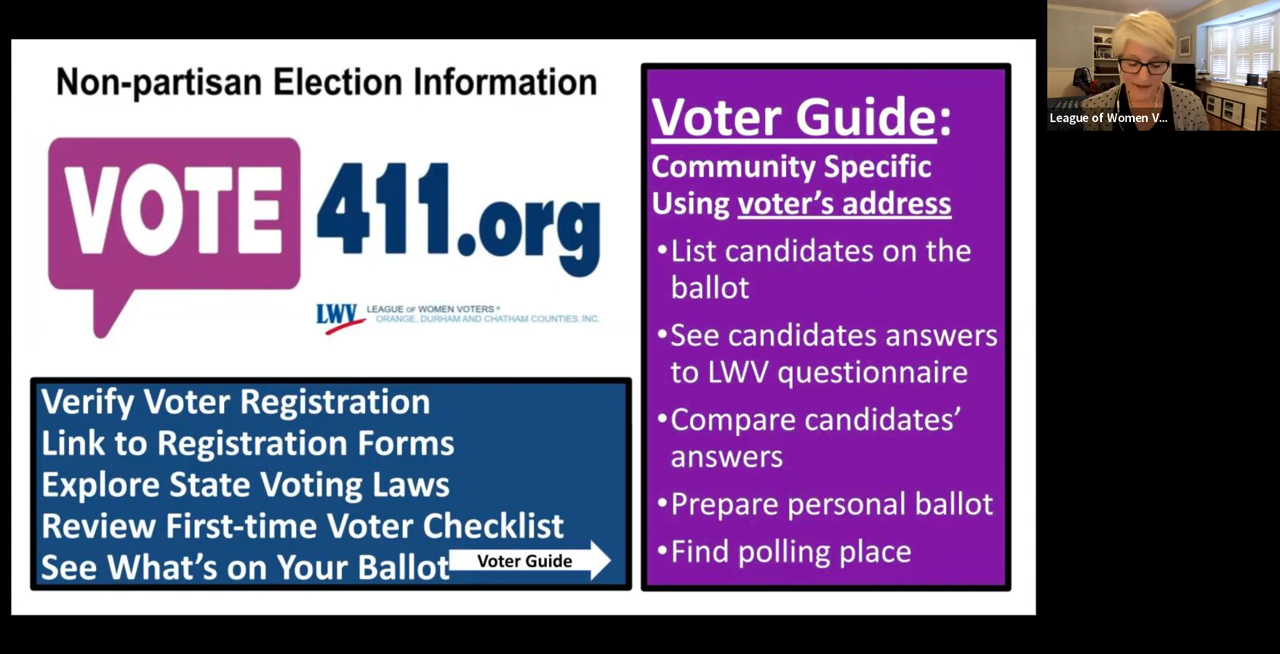 Non-partisan Election Information
VOTE 411.org
LWV LEAGUE OF WOMEN VOTERS®
ORANGE, DURHAM AND CHATHAM COUNTIES, INC.
Verify Voter Registration
Link to Registration Forms
Explore State Voting Laws
Review First-time Voter Checklist
See What's on Your Ballot
Voter Guide
Voter Guide:
Community Specific
Using voter's address
•List candidates on the
ballot
•See candidates answers
to LWV questionnaire
•Compare candidates'
answers
•Prepare personal ballot
•Find polling place
League of Women V...